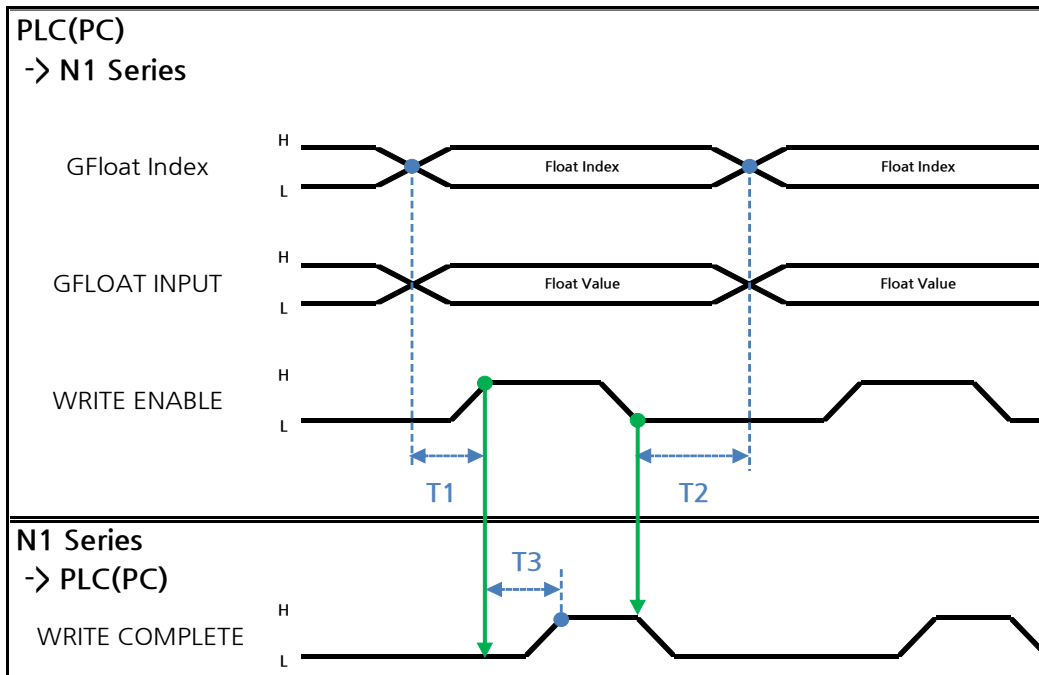 PLC(PC)
-> N1 Series
GFloat Index
H
L
Float Index
Float Index
GFLOAT INPUT
H
L
Float Value
Float Value
WRITE ENABLE
H
L
T1
T2
N1 Series
-> PLC(PC)
T3
WRITE COMPLETE
H
L